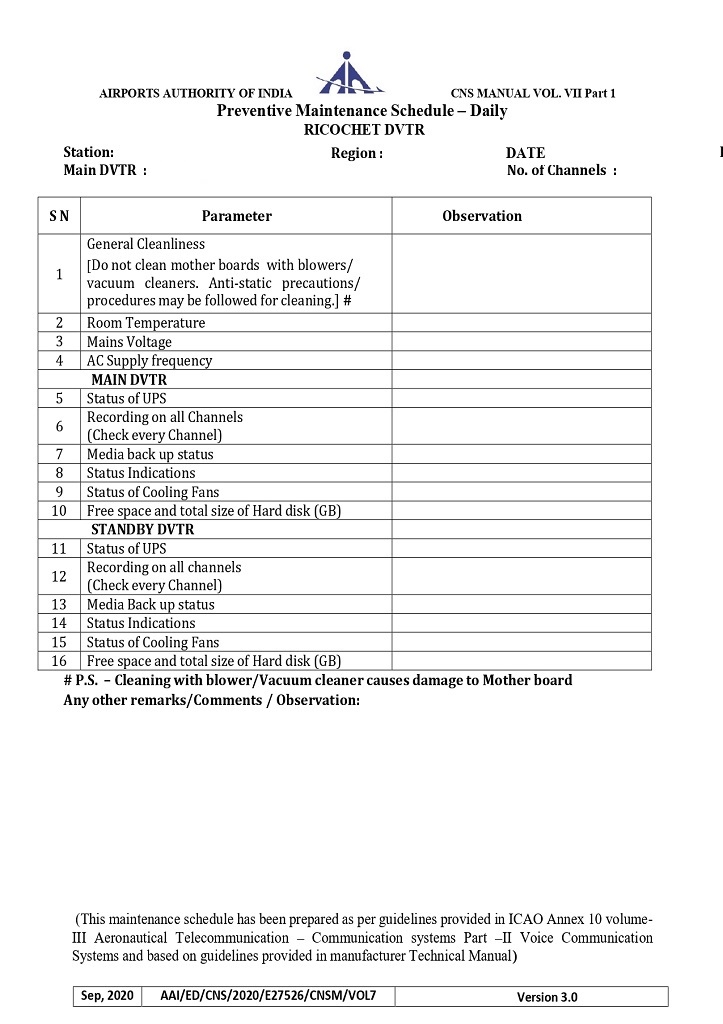 AIRPORTS AUTHORITY OF INDIA CNS MANUAL VOL. VII Part 1
Preventive Maintenance Schedule – Daily
RICOCHET DVTR
Station: Region : DATE
Main DVTR : No. of Channels :
S N Parameter Observation
1 General Cleanliness
[Do not clean mother boards with blowers/
vacuum cleaners. Anti-static precautions/
procedures may be followed for cleaning.] #
2 Room Temperature
3 Mains Voltage
4 AC Supply frequency
MAIN DVTR
5 Status of UPS
6 Recording on all Channels
(Check every Channel)
7 Media back up status
8 Status Indications
9 Status of Cooling Fans
10 Free space and total size of Hard disk (GB)
STANDBY DVTR
11 Status of UPS
12 Recording on all channels
(Check every Channel)
13 Media Back up status
14 Status Indications
15 Status of Cooling Fans
16 Free space and total size of Hard disk (GB)
# P.S. – Cleaning with blower/Vacuum cleaner causes damage to Mother board
Any other remarks/Comments / Observation:
(This maintenance schedule has been prepared as per guidelines provided in ICAO Annex 10 volume-
III Aeronautical Telecommunication – Communication systems Part –II Voice Communication
Systems and based on guidelines provided in manufacturer Technical Manual)
Sep, 2020 AAI/ED/CNS/2020/E27526/CNSM/VOL7 Version 3.0